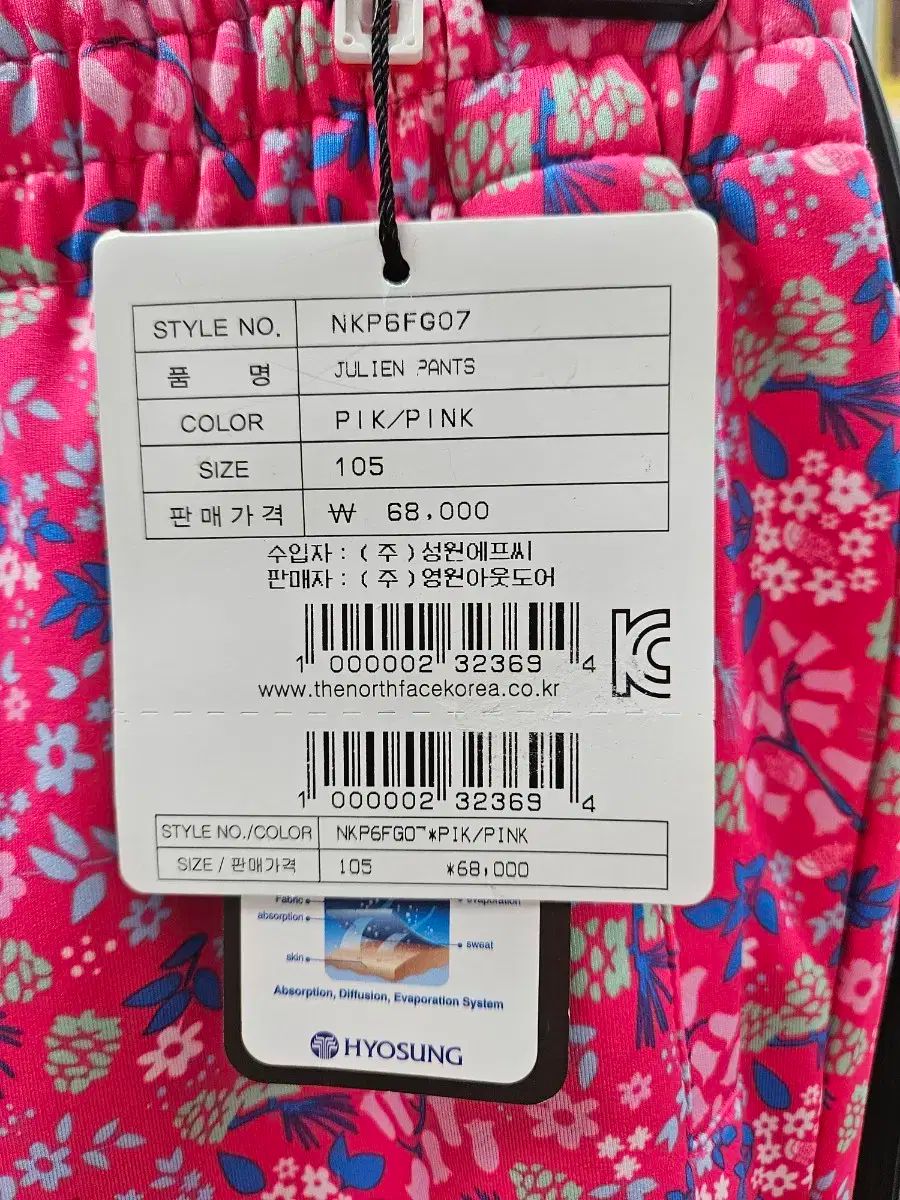 STYLE NO. NKP6FG07
품 명 JULIEN PANTS
COLOR PIK/PINK
SIZE 105
판매가격 ₩ 68,000
수입자 : (주)성원에프씨
판매자 : (주)영원아웃도어
1 000002 32369 4
www.thenorthfacekorea.co.kr
1 000002 32369 4
STYLE NO./COLOR NKP6FG07*PIK/PINK
SIZE / 판매가격 105 *68,000
Fabric evaporation
absorption
sweat
skin
Absorption, Diffusion, Evaporation System
HYOSUNG